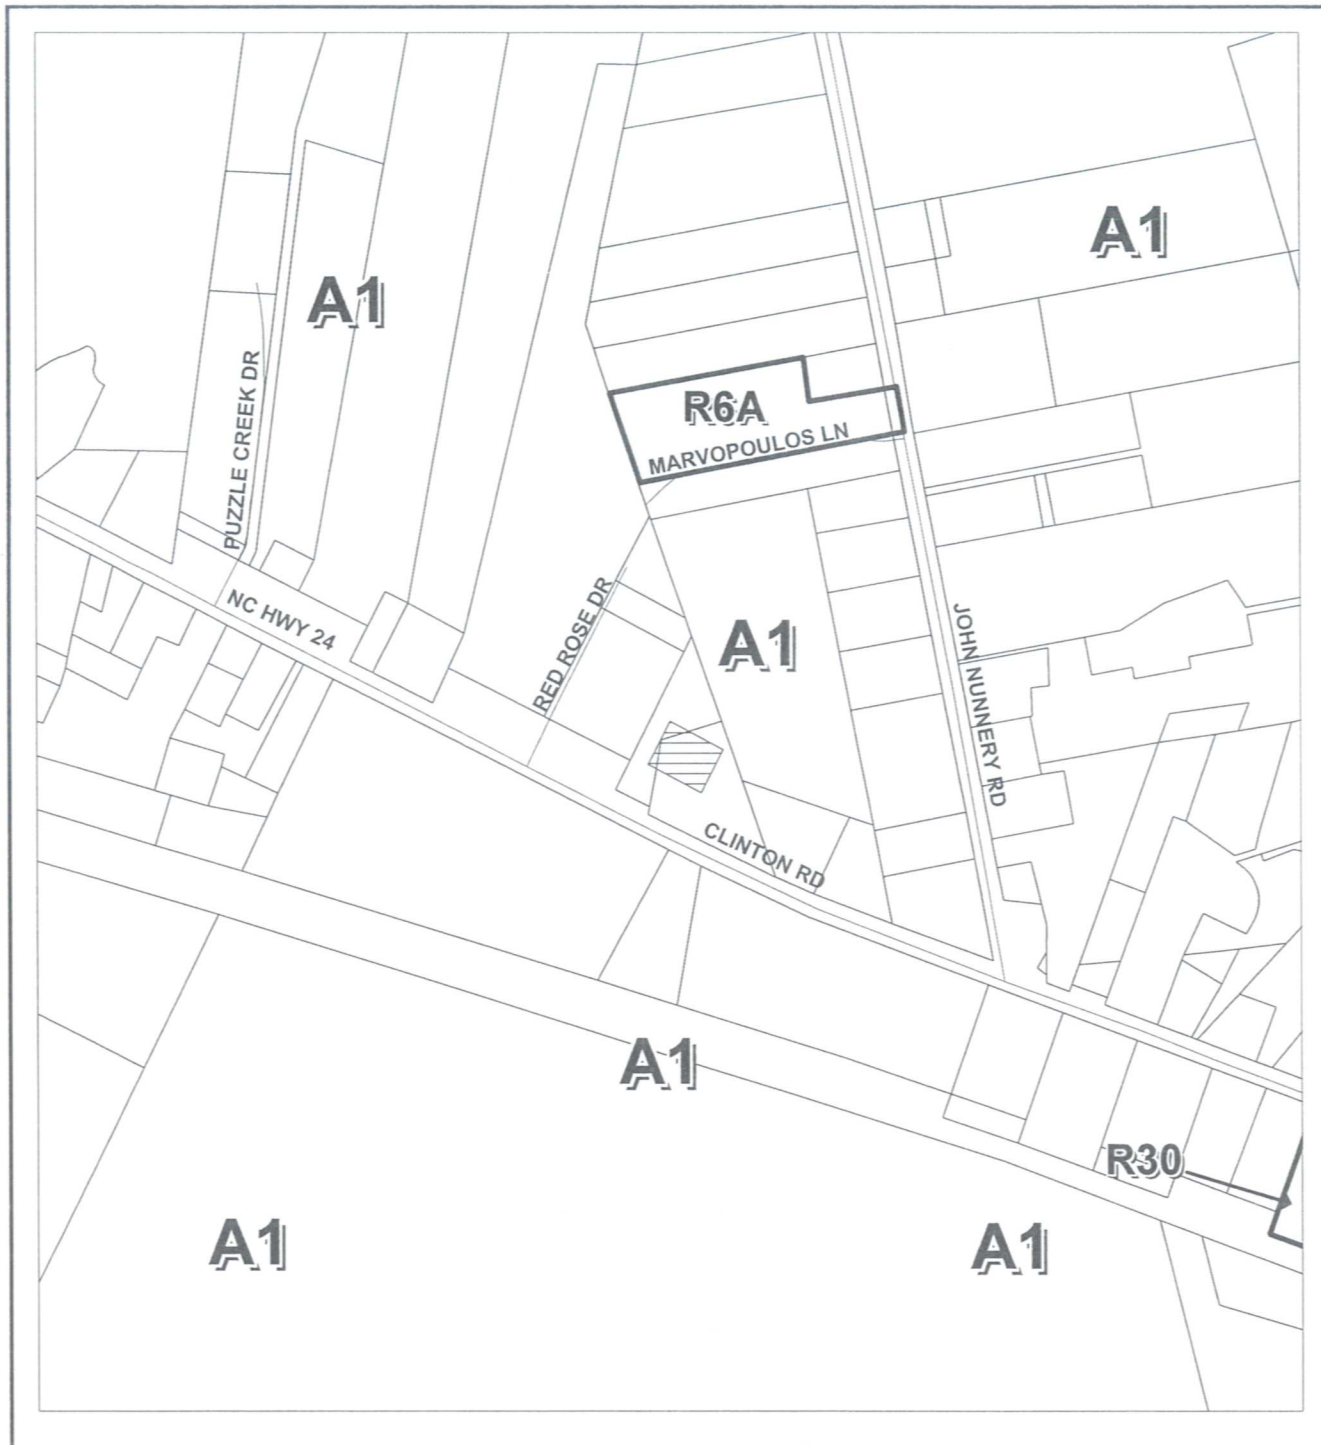 A1
A1
PUZZLE CREEK DR
R6A
MARVOPOULOS LN
NC HWY 24
RED ROSE DR
A1
JOHN NUNNERY RD
CLINTON RD
A1
R30
A1
A1